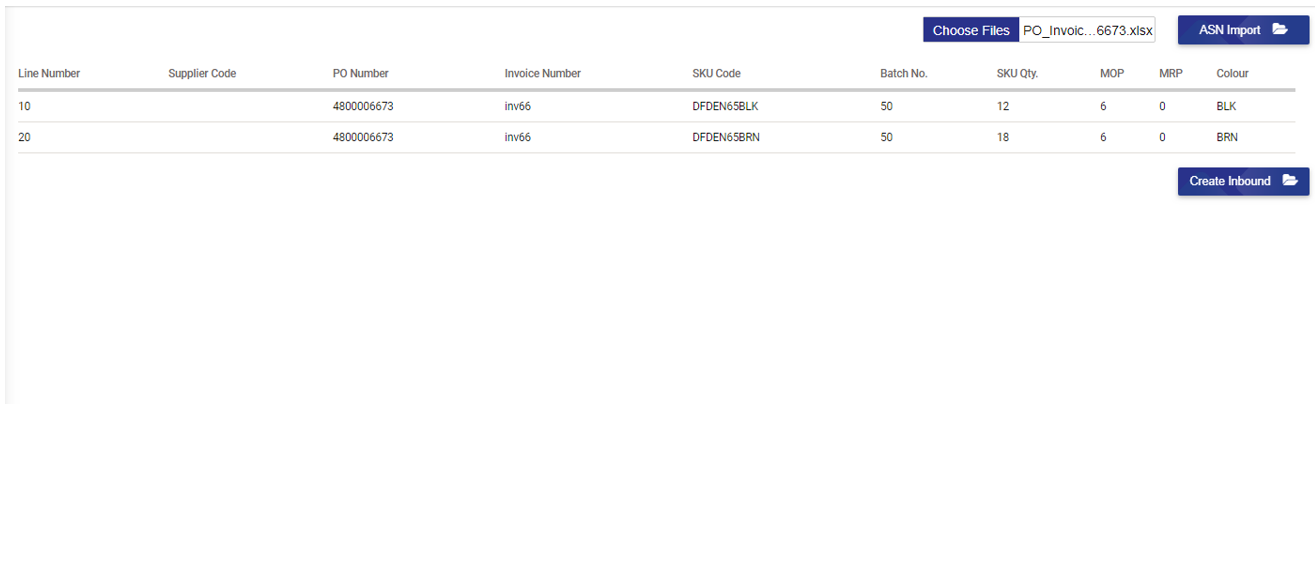 Choose Files PO_Invoic...6673.xlsx ASN Import
Line Number Supplier Code PO Number Invoice Number SKU Code Batch No. SKU Qty. MOP MRP Colour
10 4800006673 inv66 DFDEN65BLK 50 12 6 0 BLK
20 4800006673 inv66 DFDEN65BRN 50 18 6 0 BRN
Create Inbound